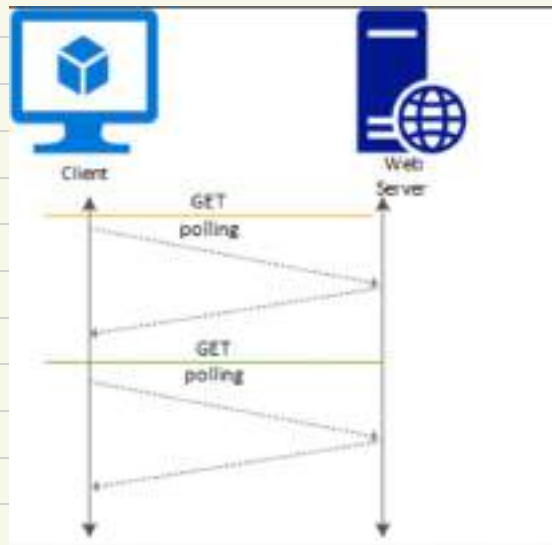 Client
Web
Server
GET
polling
GET
polling